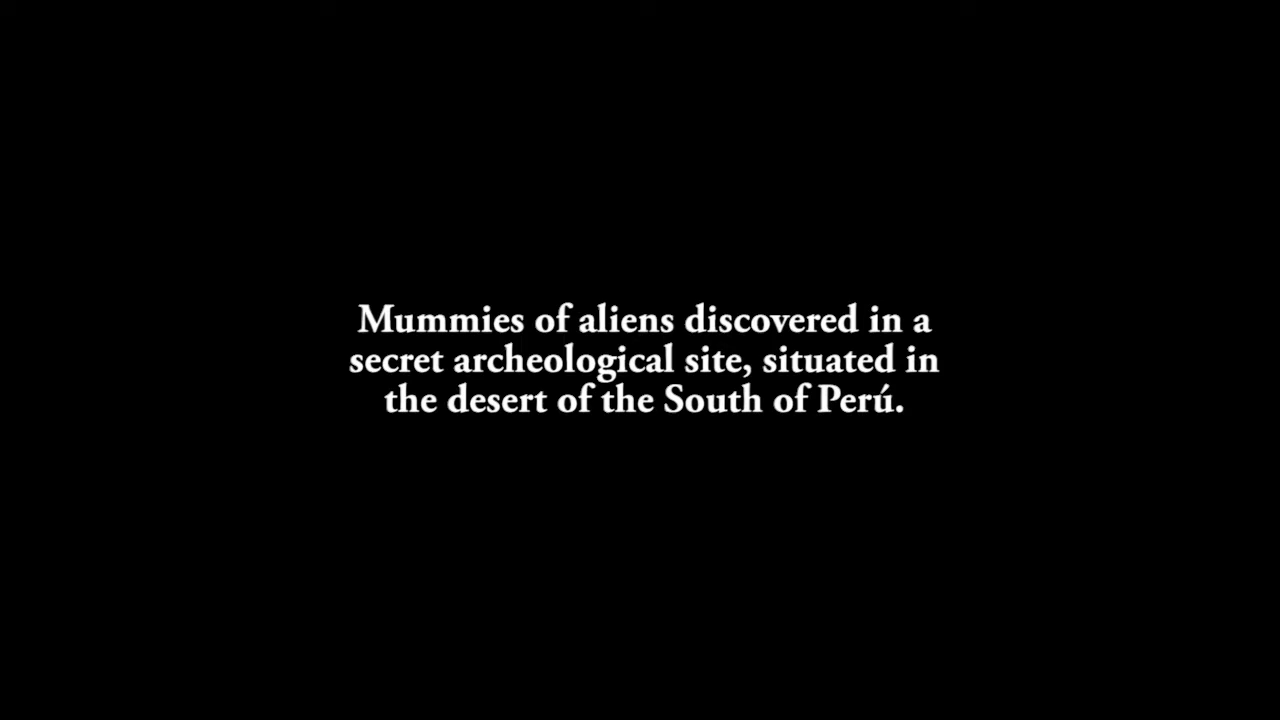 Mummies of aliens discovered in a
secret archeological site, situated in
the desert of the South of Perú.